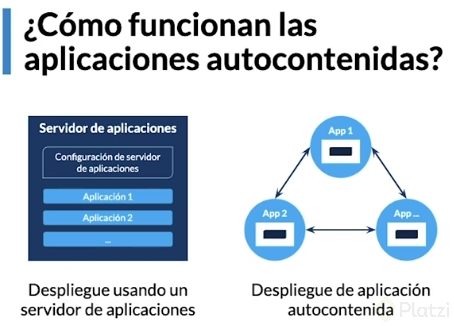 ¿Cómo funcionan las
aplicaciones autocontenidas?
Servidor de aplicaciones
Configuración de servidor
de aplicaciones
Aplicación 1
Aplicación 2
...
Despliegue usando un
servidor de aplicaciones
App 1
App 2
App ...
Despliegue de aplicación
autocontenida
Platzi